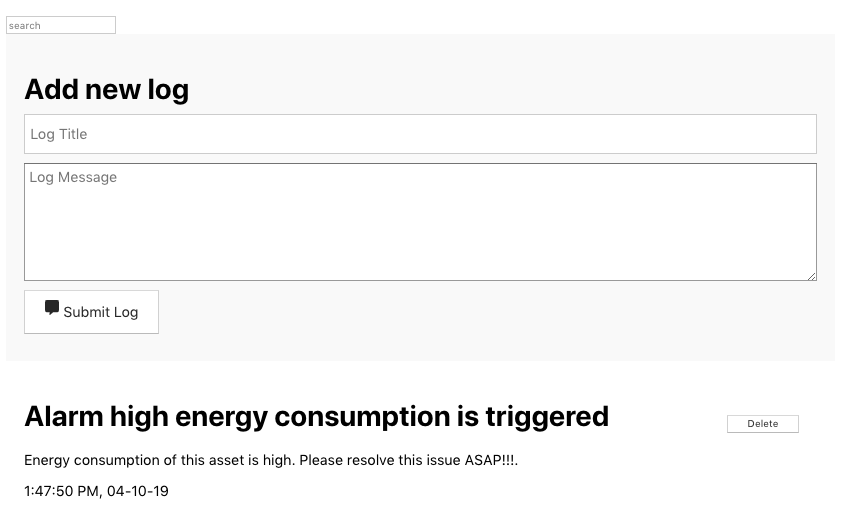 search
Add new log
Log Title
Log Message
Submit Log
Alarm high energy consumption is triggered
Delete
Energy consumption of this asset is high. Please resolve this issue ASAP!!!.
1:47:50 PM, 04-10-19